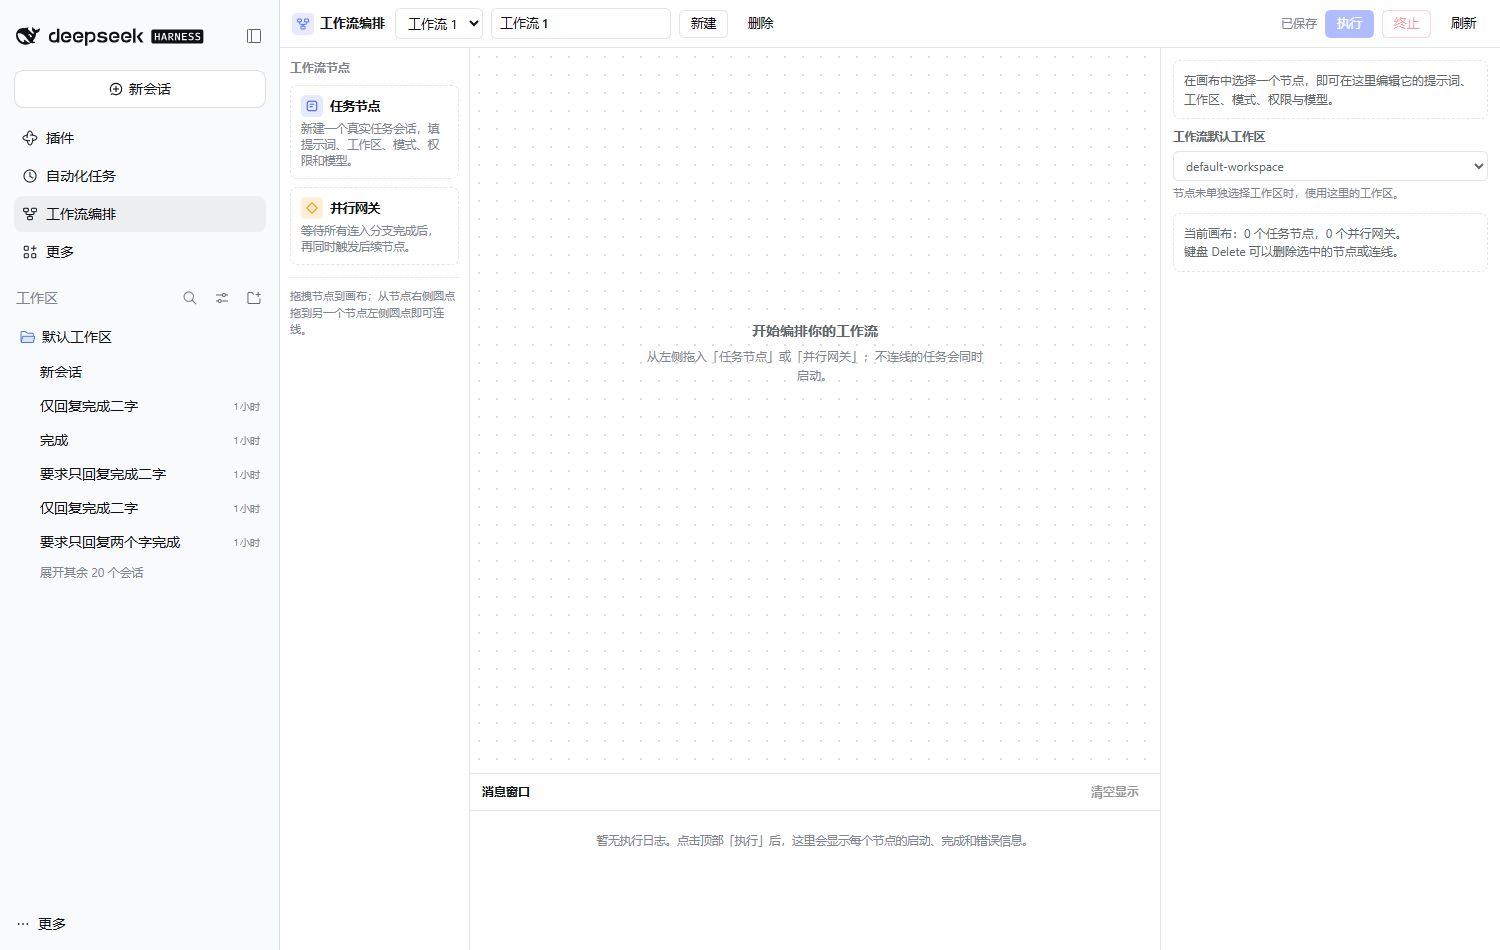 deepseek HARNESS
新会话
插件
自动化任务
工作流编排
更多
工作区
默认工作区
新会话
仅回复完成二字 1 小时
完成 1 小时
要求只回复完成二字 1 小时
仅回复完成二字 1 小时
要求只回复两个字完成 1 小时
展开其余 20 个会话
··· 更多
工作流编排 工作流 1 工作流 1 新建 删除 已保存 执行 终止 刷新
工作流节点
任务节点
新建一个真实任务会话，填
提示词、工作区、模式、权
限和模型。
并行网关
等待所有连入分支完成后，
再同时触发后续节点。
拖拽节点到画布；从节点右侧圆点
拖到另一个节点左侧圆点即可连
线。
开始编排你的工作流
从左侧拖入「任务节点」或「并行网关」；不连线的任务会同时
启动。
消息窗口 清空显示
暂无执行日志。点击顶部「执行」后，这里会显示每个节点的启动、完成和错误信息。
在画布中选择一个节点，即可在这里编辑它的提示词、
工作区、模式、权限与模型。
工作流默认工作区
default-workspace
节点未单独选择工作区时，使用这里的工作区。
当前画布：0 个任务节点，0 个并行网关。
键盘 Delete 可以删除选中的节点或连线。